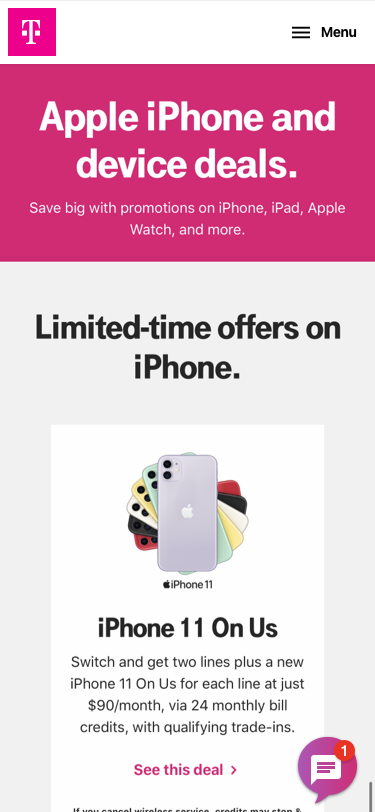 T
Menu
Apple iPhone and
device deals.
Save big with promotions on iPhone, iPad, Apple
Watch, and more.
Limited-time offers on
iPhone.
iPhone 11
iPhone 11 On Us
Switch and get two lines plus a new
iPhone 11 On Us for each line at just
$90/month, via 24 monthly bill
credits, with qualifying trade-ins.
See this deal
1
If you cancel wireless service, credits may stop &